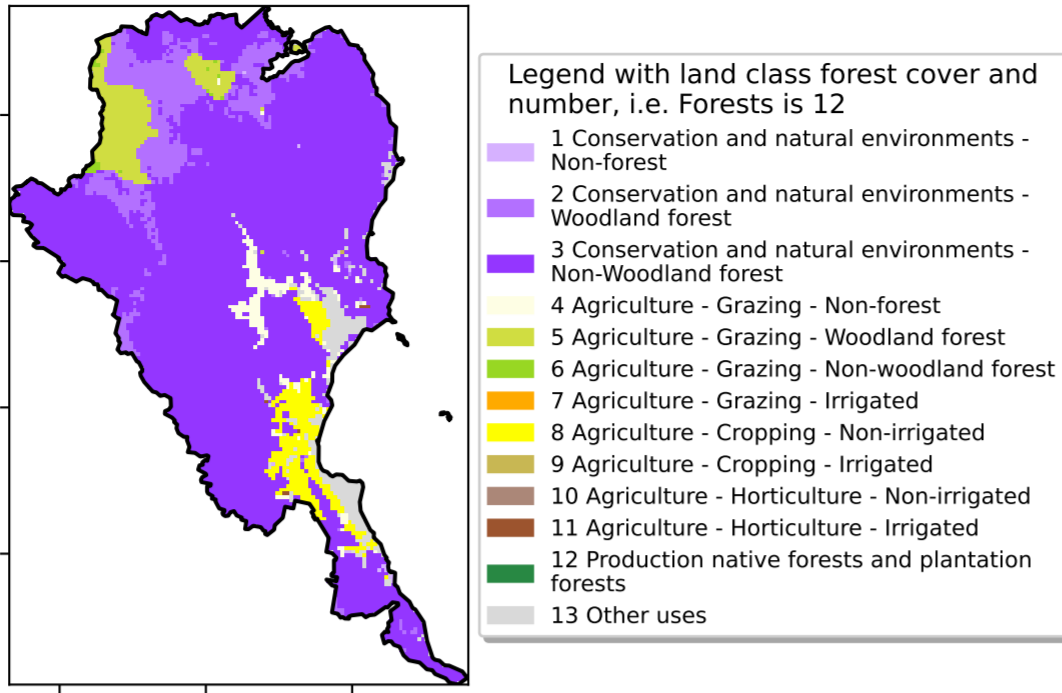 Legend with land class forest cover and
number, i.e. Forests is 12
1 Conservation and natural environments -
Non-forest
2 Conservation and natural environments -
Woodland forest
3 Conservation and natural environments -
Non-Woodland forest
4 Agriculture - Grazing - Non-forest
5 Agriculture - Grazing - Woodland forest
6 Agriculture - Grazing - Non-woodland forest
7 Agriculture - Grazing - Irrigated
8 Agriculture - Cropping - Non-irrigated
9 Agriculture - Cropping - Irrigated
10 Agriculture - Horticulture - Non-irrigated
11 Agriculture - Horticulture - Irrigated
12 Production native forests and plantation
forests
13 Other uses